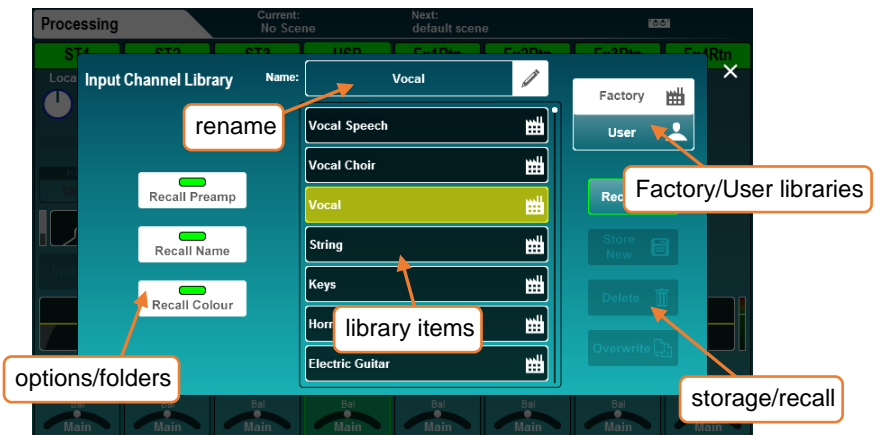 Processing
Current:
No Scene
Next:
default scene
ST1 ST2 ST3 USB Fx1Rtn Fx2Rtn Fx3Rtn Fx4Rtn
Input Channel Library
Name:
Vocal
rename
Factory
User
Factory/User libraries
Vocal Speech
Vocal Choir
Vocal
String
Keys
Electric Guitar
Recall Preamp
Recall Name
Recall Colour
Store
New
Delete
Overwrite
library items
options/folders
storage/recall
Bal Bal Bal Bal Bal Bal Bal Bal
Main Main Main Main Main Main Main Main